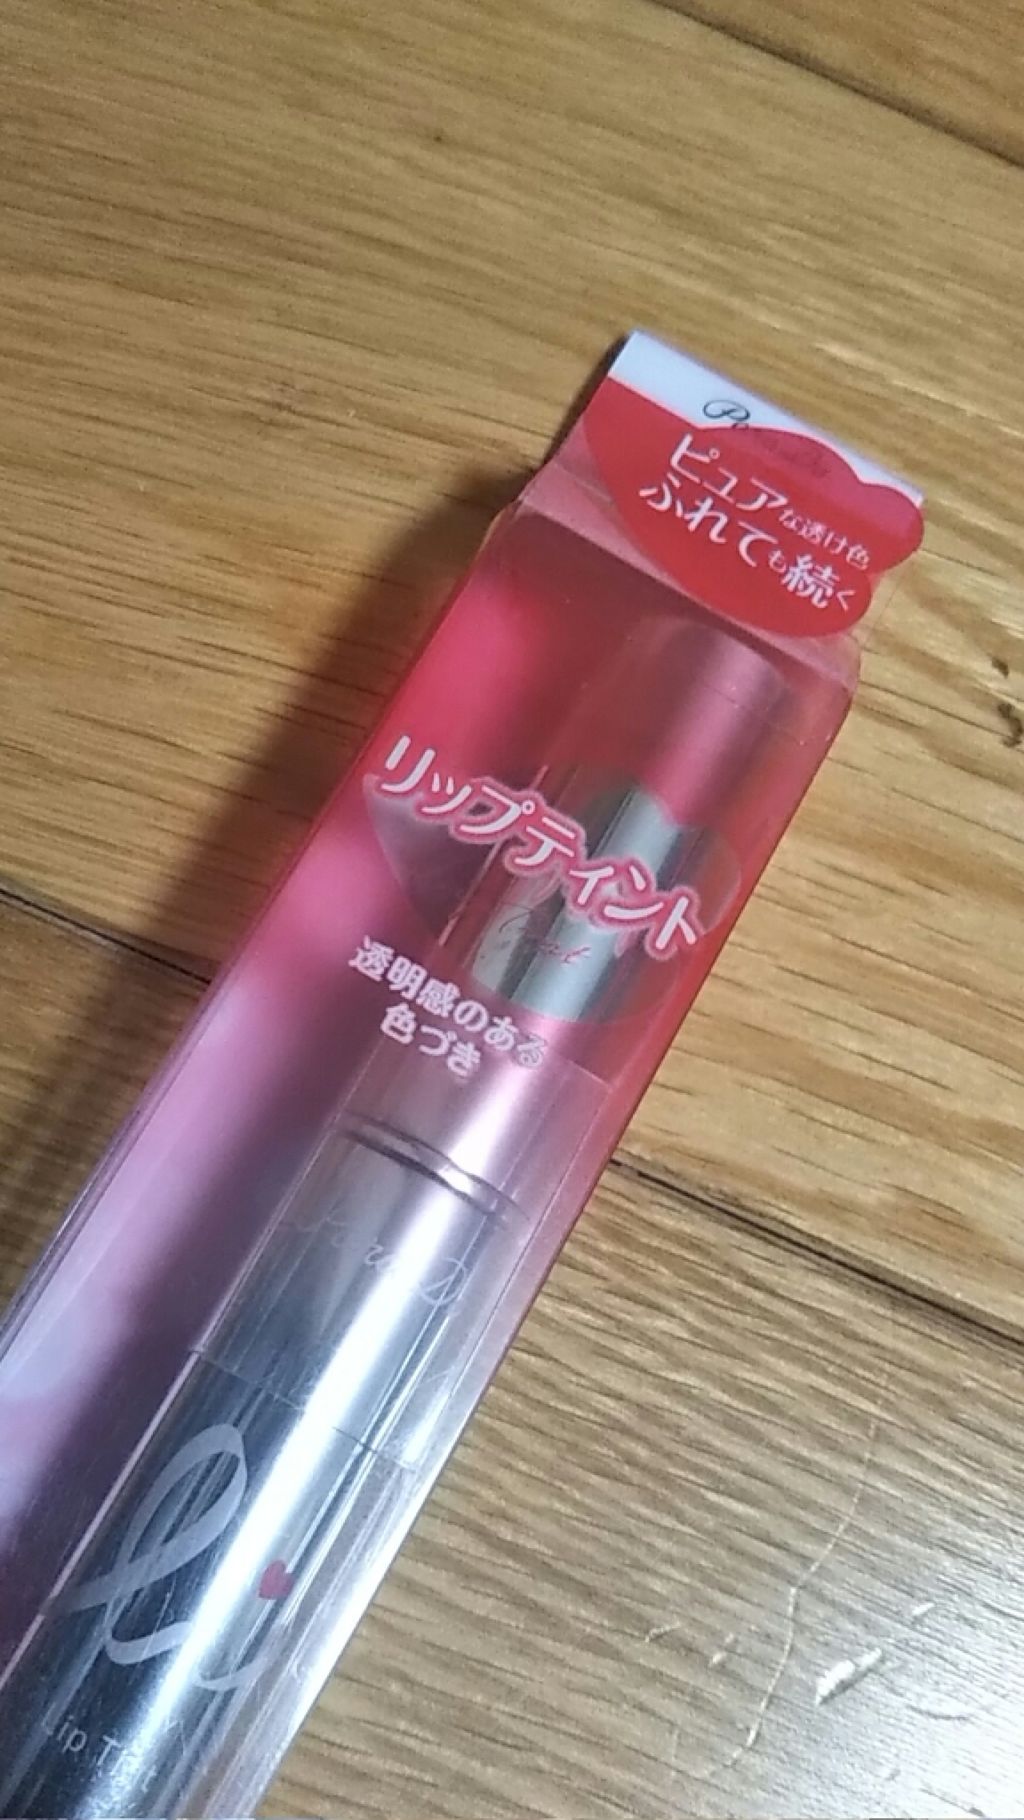 ピュアな透け色
ふれても続く
リップティント
透明感のある
色づき